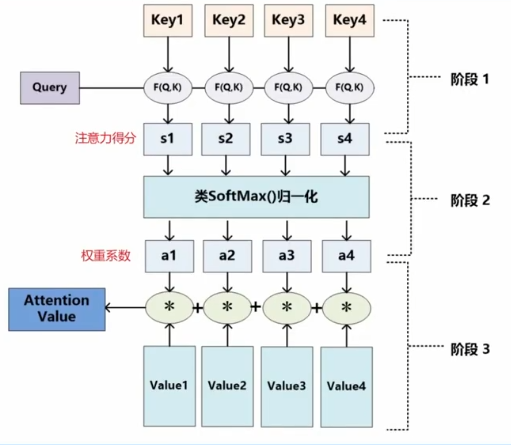 Key1 Key2 Key3 Key4
阶段 1
Query F(Q,K) F(Q,K) F(Q,K) F(Q,K)
注意力得分 s1 s2 s3 s4
类SoftMax()归一化
阶段 2
权重系数 a1 a2 a3 a4
Attention
Value
* + * + * + *
阶段 3
Value1 Value2 Value3 Value4